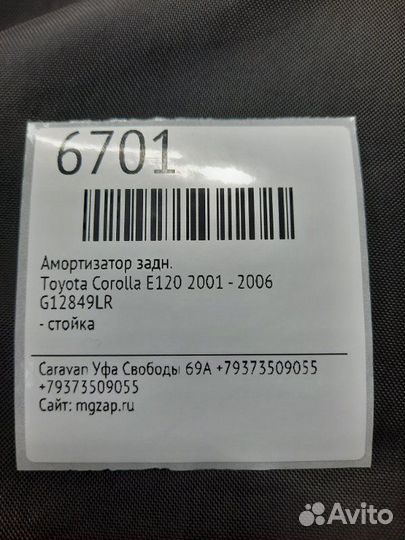 6701
Амортизатор задн.
Toyota Corolla E120 2001 - 2006
G12849LR
- стойка
Caravan Уфа Свободы 69А +79373509055
+79373509055
Сайт: mgzap.ru
Avito